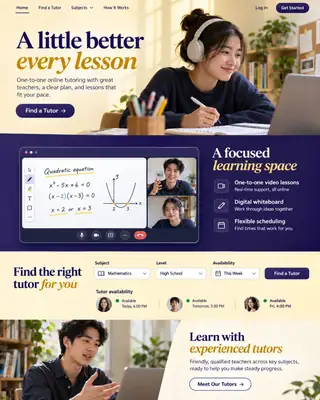 Home
Find a Tutor
Subjects
How It Works
Log In
Get Started
A little better
every lesson
One-to-one online tutoring with great
teachers, a clear plan, and lessons that
fit your pace.
Find a Tutor →
Quadratic equation
x² - 5x + 6 = 0
(x-2)(x-3) = 0
x = 2 or x = 3
A focused
learning space
One-to-one video lessons
Real-time support, all online
Digital whiteboard
Work through ideas together
Flexible scheduling
Find times that work for you
Find the right
tutor for you
Subject
Mathematics
Level
High School
Availability
This Week
Find a Tutor
Tutor availability
Available
Today, 4:00 PM
Available
Tomorrow, 5:00 PM
Available
Fri, 4:00 PM
Learn with
experienced tutors
Friendly, qualified teachers across key subjects,
ready to help you make steady progress.
Meet Our Tutors →